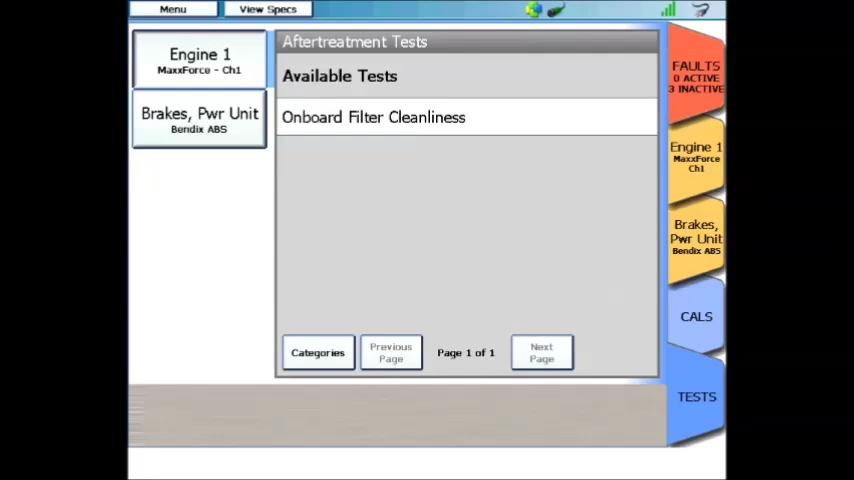 Menu
View Specs
Engine 1
MaxxForce - Ch1
Brakes, Pwr Unit
Bendix ABS
Aftertreatment Tests
Available Tests
Onboard Filter Cleanliness
Categories
Previous
Page
Page 1 of 1
Next
Page
FAULTS
0 ACTIVE
3 INACTIVE
Engine 1
MaxxForce
Ch1
Brakes,
Pwr Unit
Bendix ABS
CALS
TESTS